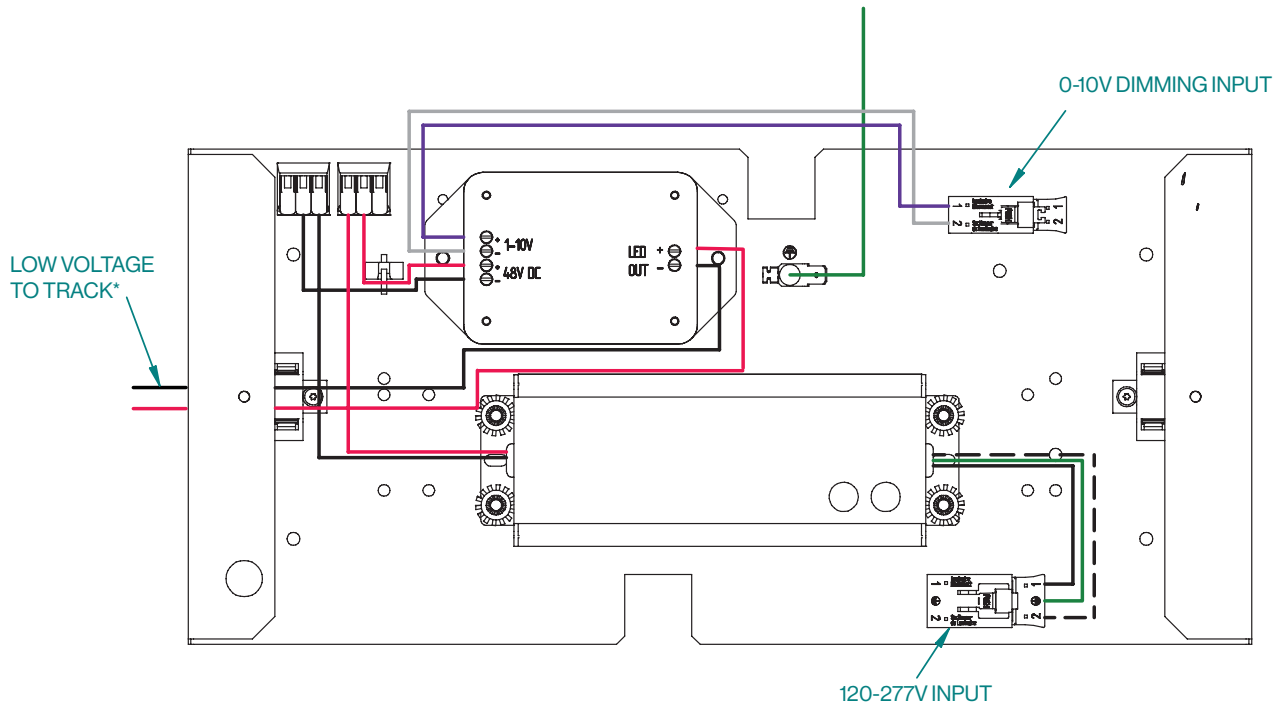 0-10V DIMMING INPUT
LOW VOLTAGE
TO TRACK*
+ 1-10V
-
+ 48V DC
-
LED +
OUT -
1
2
1
2
1
2
1
2
120-277V INPUT